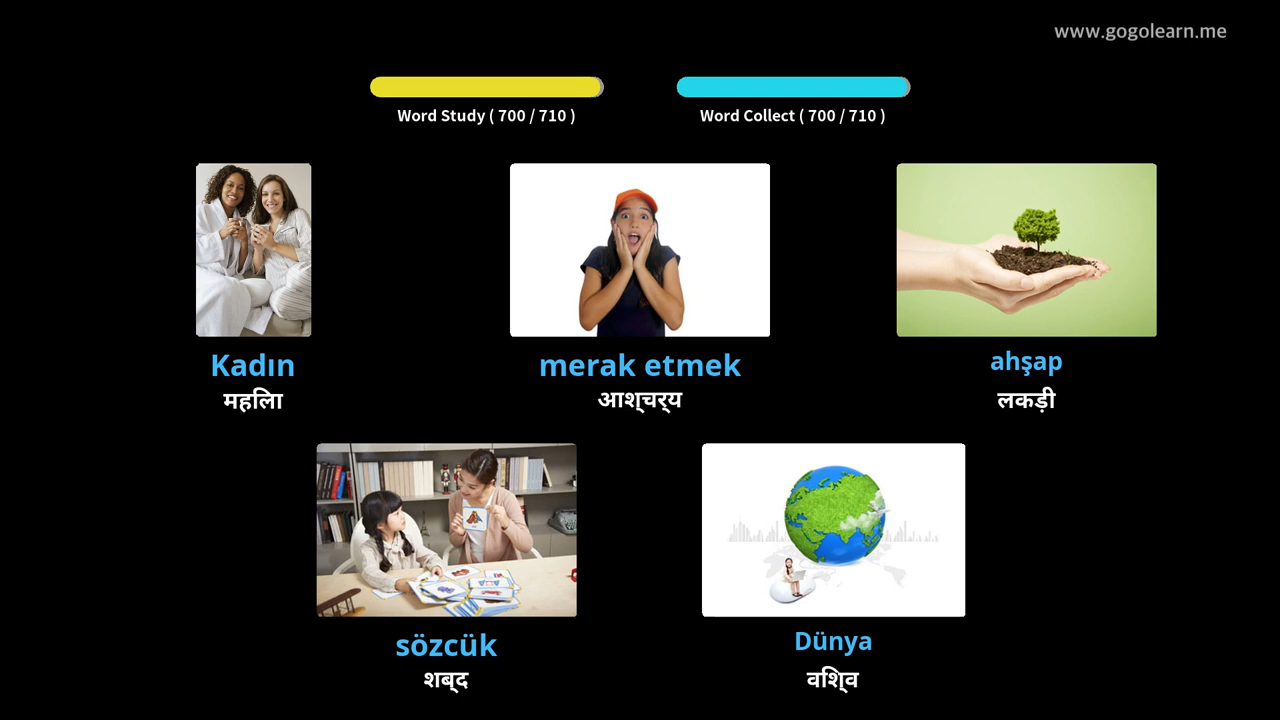 www.gogolearn.me
Word Study ( 700 / 710 )
Word Collect ( 700 / 710 )
Kadın
merak etmek
ahşap
महिला
आश्चर्य
लकड़ी
sözcük
Dünya
शब्द
विश्व